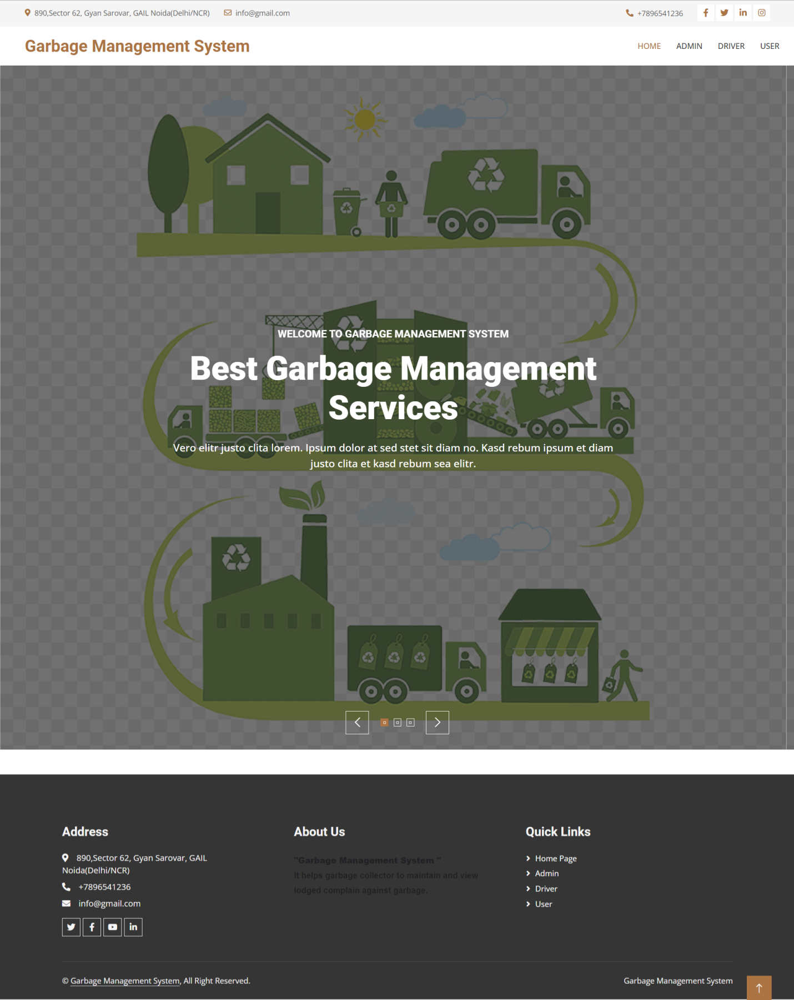 890,Sector 62, Gyan Sarovar, GAIL Noida(Delhi/NCR) info@gmail.com +7896541236
Garbage Management System HOME ADMIN DRIVER USER
WELCOME TO GARBAGE MANAGEMENT SYSTEM
Best Garbage Management
Services
Vero elitr justo clita lorem. Ipsum dolor at sed stet sit diam no. Kasd rebum ipsum et diam
justo clita et kasd rebum sea elitr.
Address
890,Sector 62, Gyan Sarovar, GAIL
Noida(Delhi/NCR)
+7896541236
info@gmail.com
About Us
"Garbage Management System "
It helps garbage collector to maintain and view
lodged complain against garbage.
Quick Links
Home Page
Admin
Driver
User
© Garbage Management System, All Right Reserved.
Garbage Management System